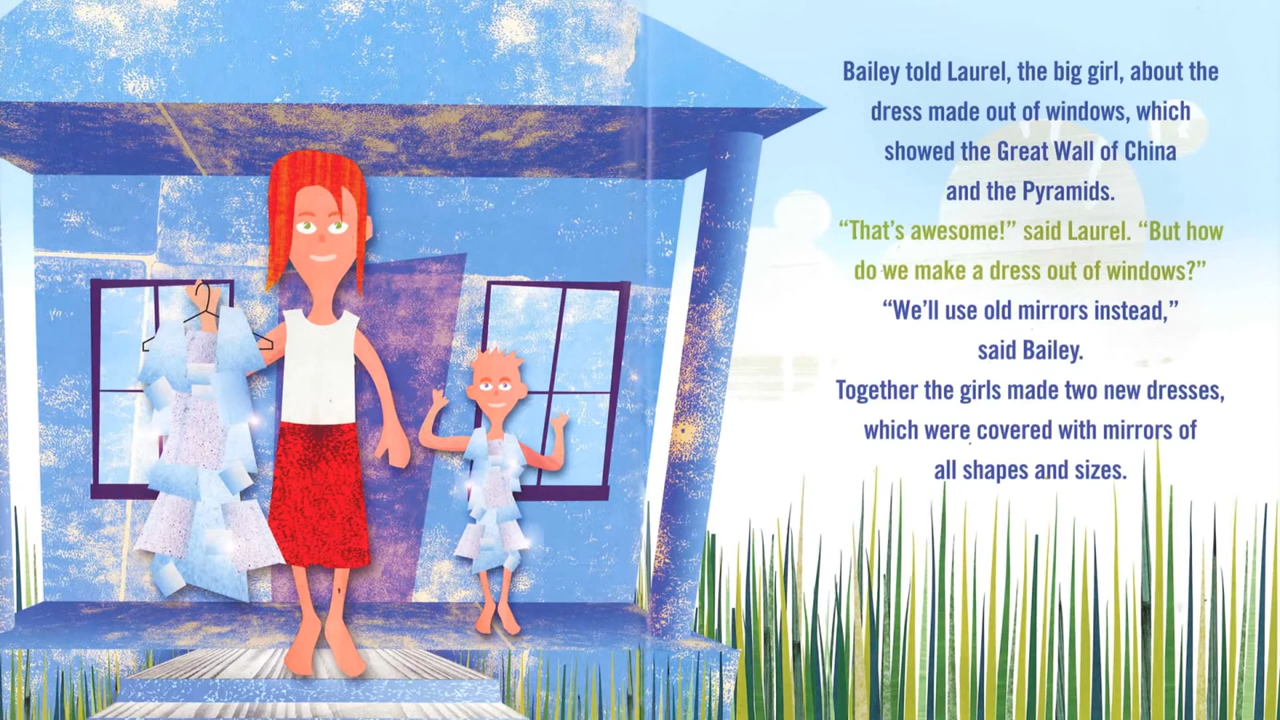 Bailey told Laurel, the big girl, about the
dress made out of windows, which
showed the Great Wall of China
and the Pyramids.
“That’s awesome!” said Laurel. “But how
do we make a dress out of windows?”
“We’ll use old mirrors instead,”
said Bailey.
Together the girls made two new dresses,
which were covered with mirrors of
all shapes and sizes.